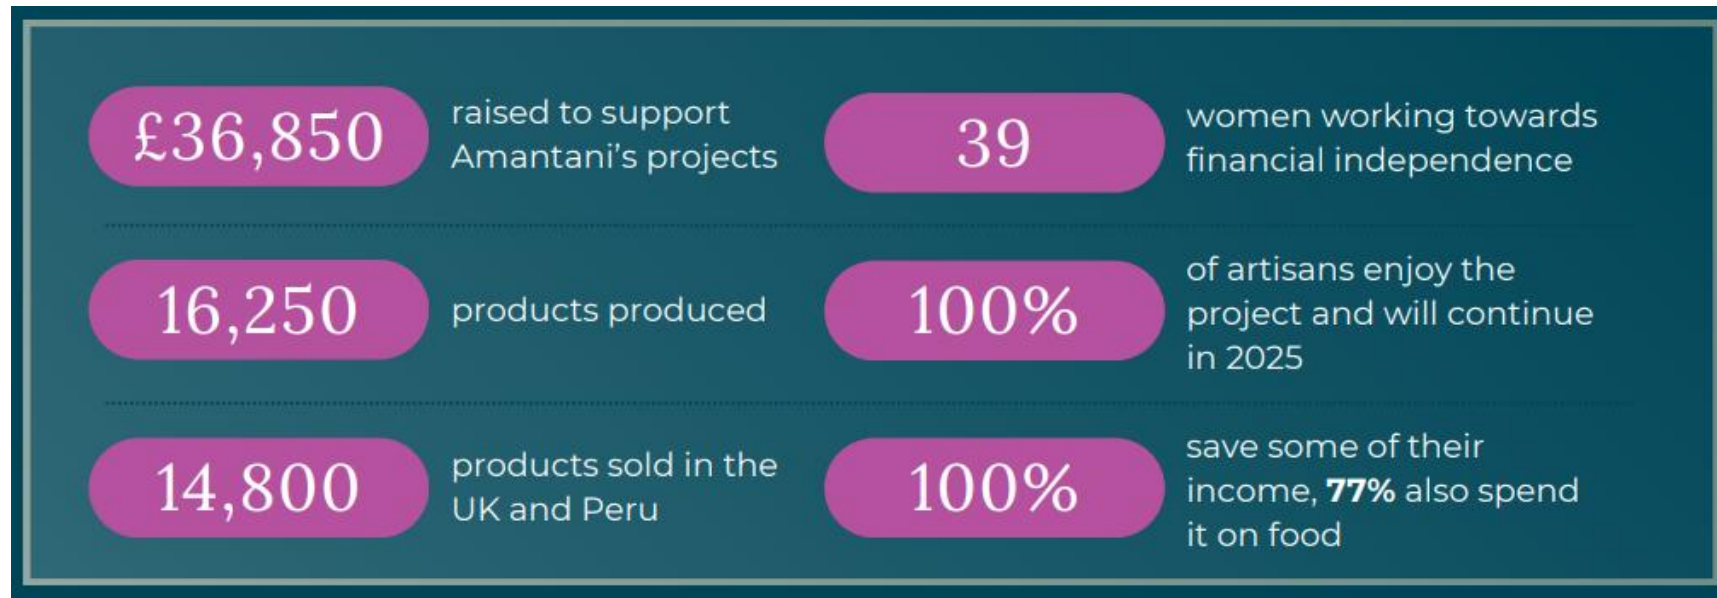 £36,850
raised to support
Amantani’s projects
39
women working towards
financial independence
16,250
products produced
100%
of artisans enjoy the
project and will continue
in 2025
14,800
products sold in the
UK and Peru
100%
save some of their
income, 77% also spend
it on food